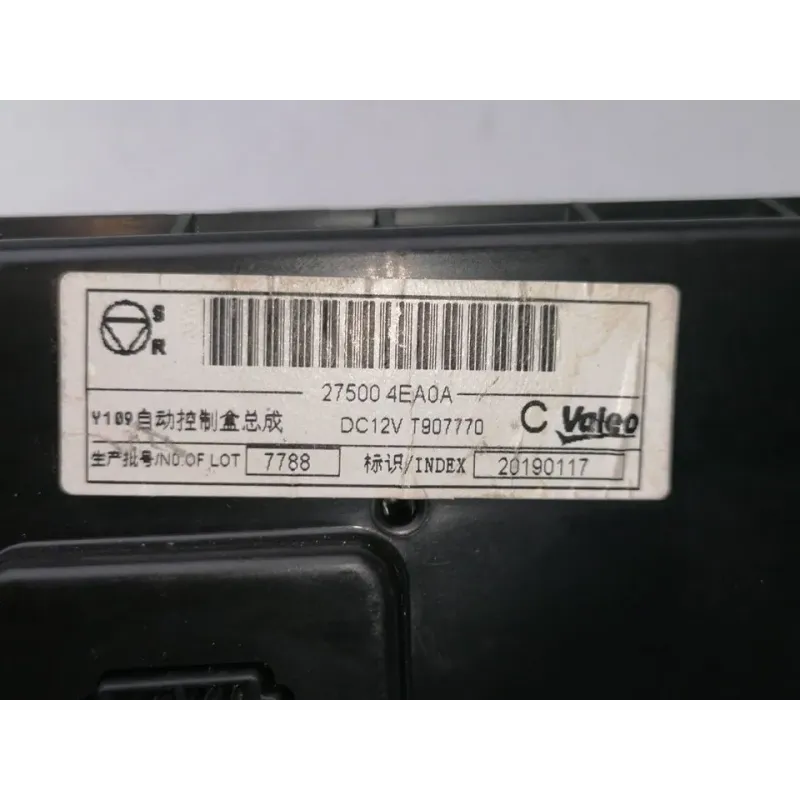 S
R
27500 4EA0A
Y109自动控制盒总成 DC12V T907770 C Valeo
生产批号/NO.OF LOT 7788 标识/INDEX 20190117